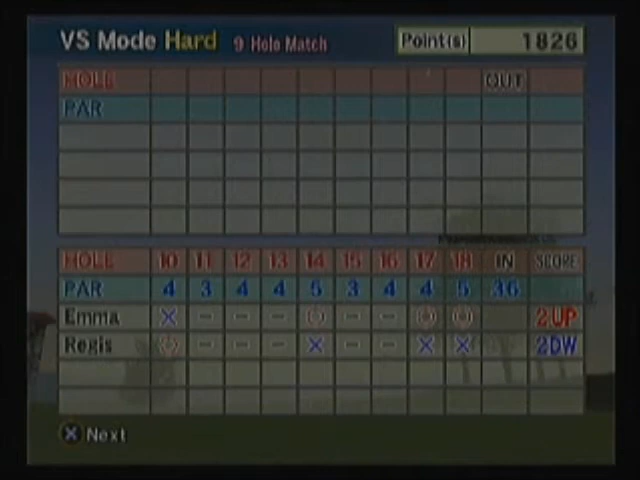 VS Mode Hard 9 Hole Match Point(s) 1826
HOLE OUT
PAR
HOLE 10 11 12 13 14 15 16 17 18 IN SCORE
PAR 4 3 4 4 5 3 4 4 5 36
Emma X - - - ○ - - ◎ ○ 2UP
Regis ○ - - - X - - X X 2DW
X Next